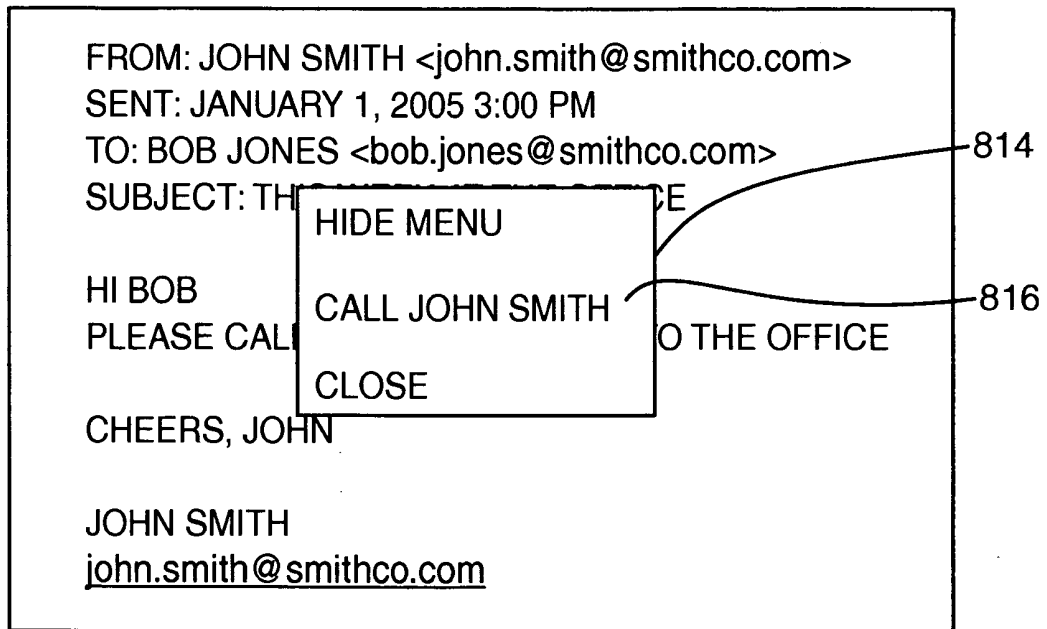 FROM: JOHN SMITH <john.smith@smithco.com>
SENT: JANUARY 1, 2005 3:00 PM
TO: BOB JONES <bob.jones@smithco.com>
814
SUBJECT: TH CE
HIDE MENU
HI BOB
CALL JOHN SMITH
816
PLEASE CALL O THE OFFICE
CLOSE
CHEERS, JOHN
JOHN SMITH
john.smith@smithco.com